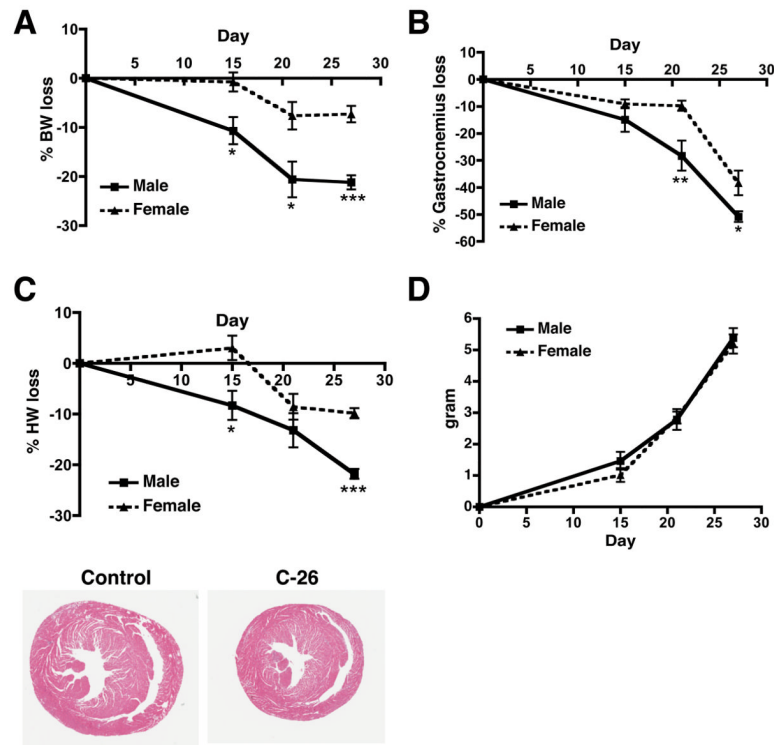 A
Day
10
0
-10
-20
-30
5 10 15 20 25 30
% BW loss
*
*
***
Male
Female
B
Day
10
0
-10
-20
-30
-40
-50
-60
5 10 15 20 25 30
% Gastrocnemius loss
**
*
Male
Female
C
Day
10
0
-10
-20
-30
5 10 15 20 25 30
% HW loss
*
***
Male
Female
D
Male
Female
6
5
4
3
2
1
0
gram
0 5 10 15 20 25 30
Day
Control C-26